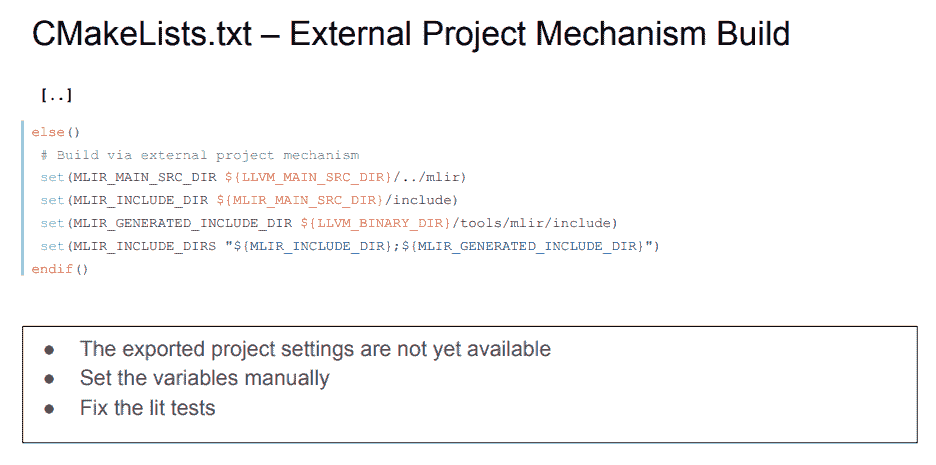 CMakeLists.txt – External Project Mechanism Build
[..]
else()
# Build via external project mechanism
set(MLIR_MAIN_SRC_DIR ${LLVM_MAIN_SRC_DIR}/../mlir)
set(MLIR_INCLUDE_DIR ${MLIR_MAIN_SRC_DIR}/include)
set(MLIR_GENERATED_INCLUDE_DIR ${LLVM_BINARY_DIR}/tools/mlir/include)
set(MLIR_INCLUDE_DIRS "${MLIR_INCLUDE_DIR};${MLIR_GENERATED_INCLUDE_DIR}")
endif()
● The exported project settings are not yet available
● Set the variables manually
● Fix the lit tests